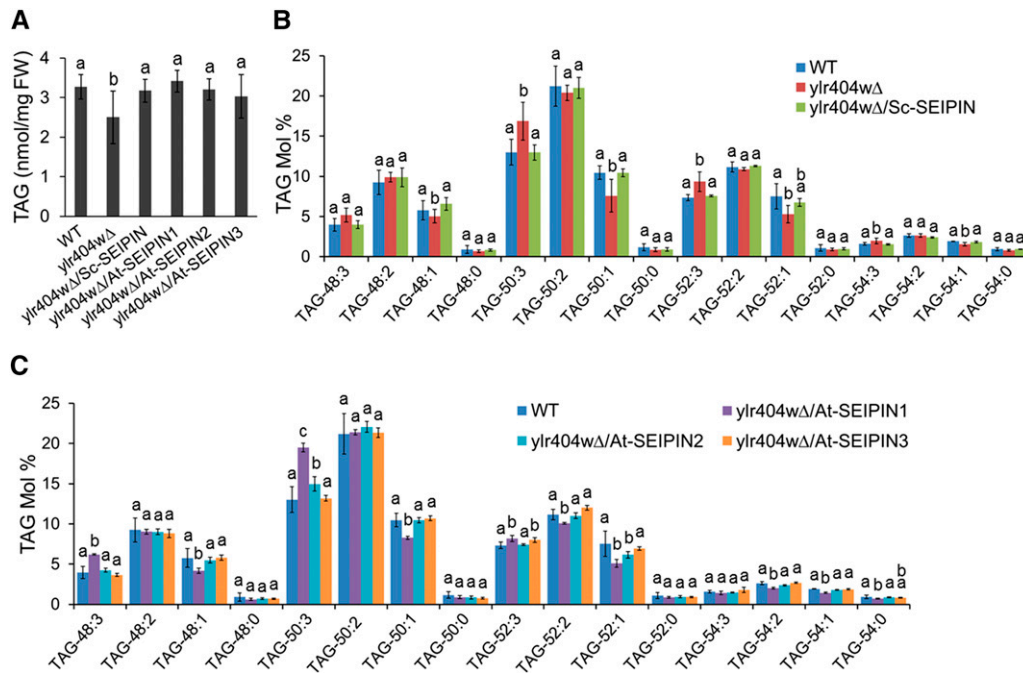 A
TAG (nmol/mg FW)
4
3
2
1
0
a b a a a a
WT
ylr404wΔ
ylr404wΔ/Sc-SEIPIN
ylr404wΔ/At-SEIPIN1
ylr404wΔ/At-SEIPIN2
ylr404wΔ/At-SEIPIN3
B
TAG Mol %
25
20
15
10
5
0
WT
ylr404wΔ
ylr404wΔ/Sc-SEIPIN
a a a
a a a
a b a
a a a
a b a
a a a
a b a
a a a
a b a
a a a
a b a b
a a a
a b a
a a a
a b a
a a a
TAG-48:3
TAG-48:2
TAG-48:1
TAG-48:0
TAG-50:3
TAG-50:2
TAG-50:1
TAG-50:0
TAG-52:3
TAG-52:2
TAG-52:1
TAG-52:0
TAG-54:3
TAG-54:2
TAG-54:1
TAG-54:0
C
TAG Mol %
25
20
15
10
5
0
WT
ylr404wΔ/At-SEIPIN1
ylr404wΔ/At-SEIPIN2
ylr404wΔ/At-SEIPIN3
a b a a
a a a a
a b a a
a a a a
a c b a
a a a a
a b a a
a a a a
a b a b
a b a a
a b b a
a a a a
a a a a
a b a a
a b a a
a b a a b
TAG-48:3
TAG-48:2
TAG-48:1
TAG-48:0
TAG-50:3
TAG-50:2
TAG-50:1
TAG-50:0
TAG-52:3
TAG-52:2
TAG-52:1
TAG-52:0
TAG-54:3
TAG-54:2
TAG-54:1
TAG-54:0